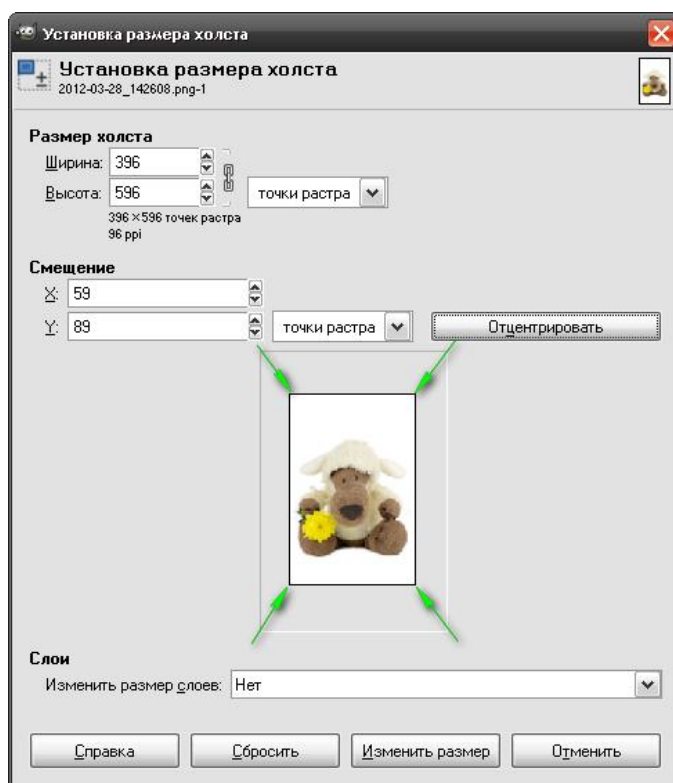 Установка размера холста
Установка размера холста
2012-03-28_142608.png-1
Размер холста
Ширина: 396
Высота: 596 точки растра
396 × 596 точек растра
96 ppi
Смещение
X: 59
Y: 89 точки растра Отцентрировать
Слои
Изменить размер слоев: Нет
Справка Сбросить Изменить размер Отменить